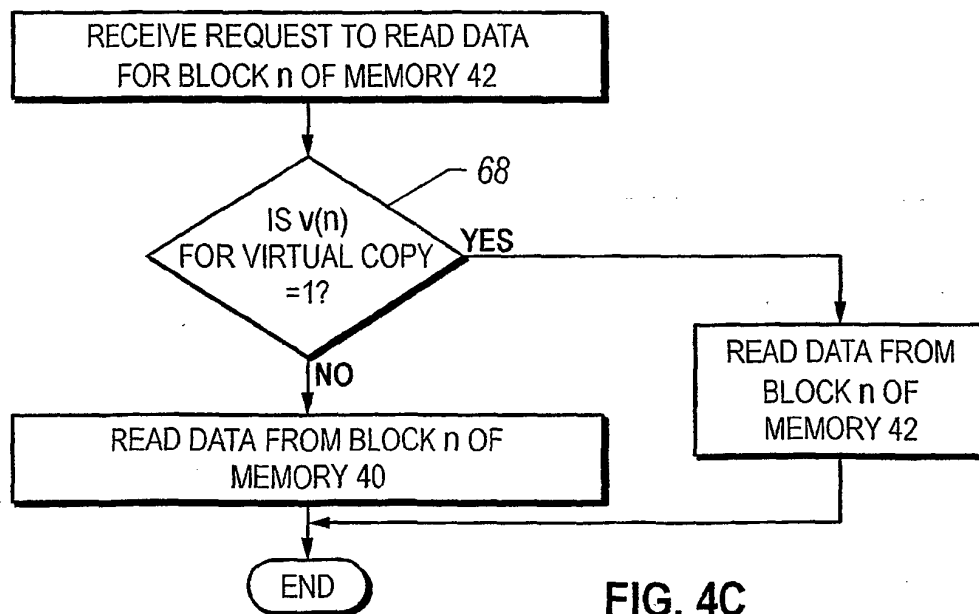 RECEIVE REQUEST TO READ DATA
FOR BLOCK n OF MEMORY 42
68
IS v(n)
FOR VIRTUAL COPY
=1?
YES
NO
READ DATA FROM
BLOCK n OF
MEMORY 42
READ DATA FROM BLOCK n OF
MEMORY 40
END
FIG. 4C